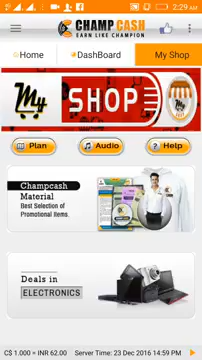 2:29 AM
CHAMP CASH
EARN LIKE CHAMPION
Home
DashBoard
My Shop
My
SHOP
My
Plan
Audio
Help
Champcash
Material
Best Selection of
Promotional Items.
Deals in
ELECTRONICS
C$ 1.000 = INR 62.00 Server Time: 23 Dec 2016 14:59 PM